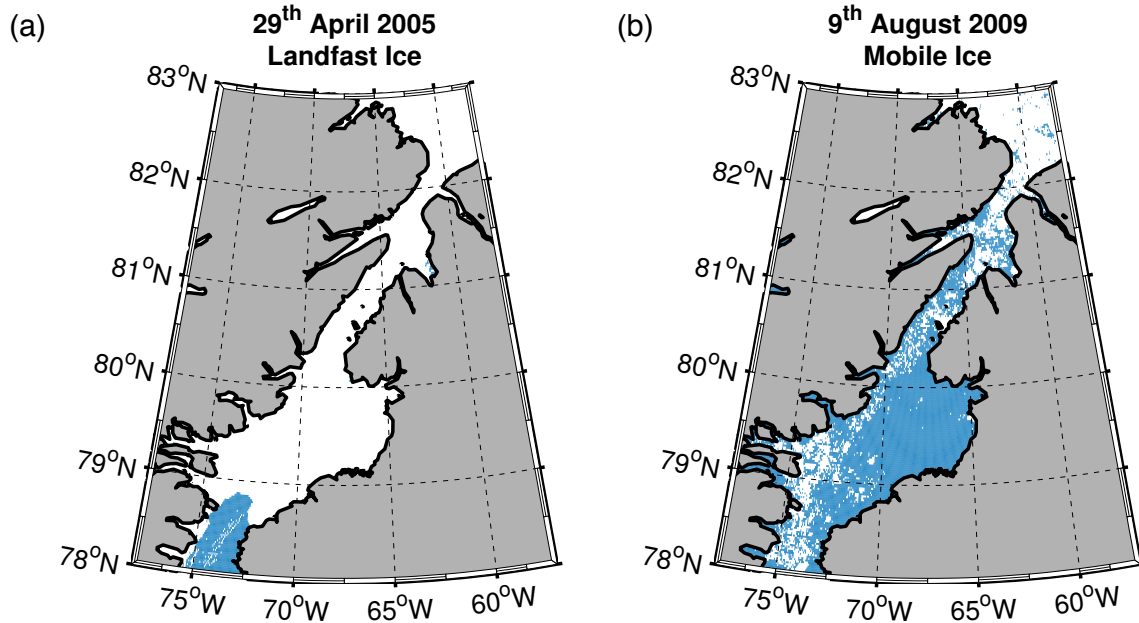 (a)
29th April 2005
Landfast Ice
83°N
82°N
81°N
80°N
79°N
78°N
75°W
70°W
65°W
60°W
(b)
9th August 2009
Mobile Ice
83°N
82°N
81°N
80°N
79°N
78°N
75°W
70°W
65°W
60°W